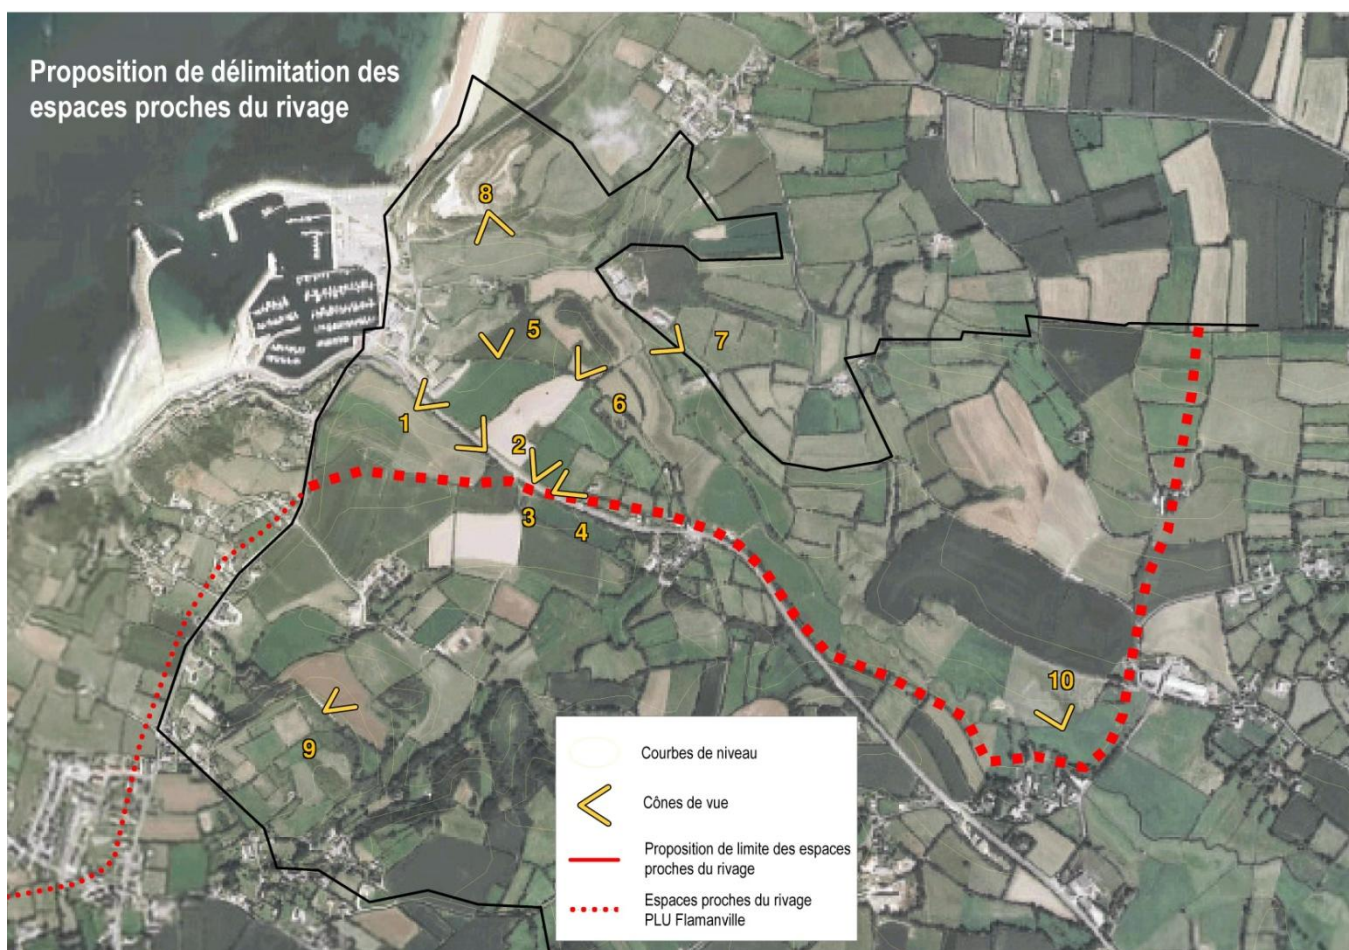 Proposition de délimitation des
espaces proches du rivage
8
5
7
1
6
2
3
4
10
9
Courbes de niveau
Cônes de vue
Proposition de limite des espaces
proches du rivage
Espaces proches du rivage
PLU Flamanville